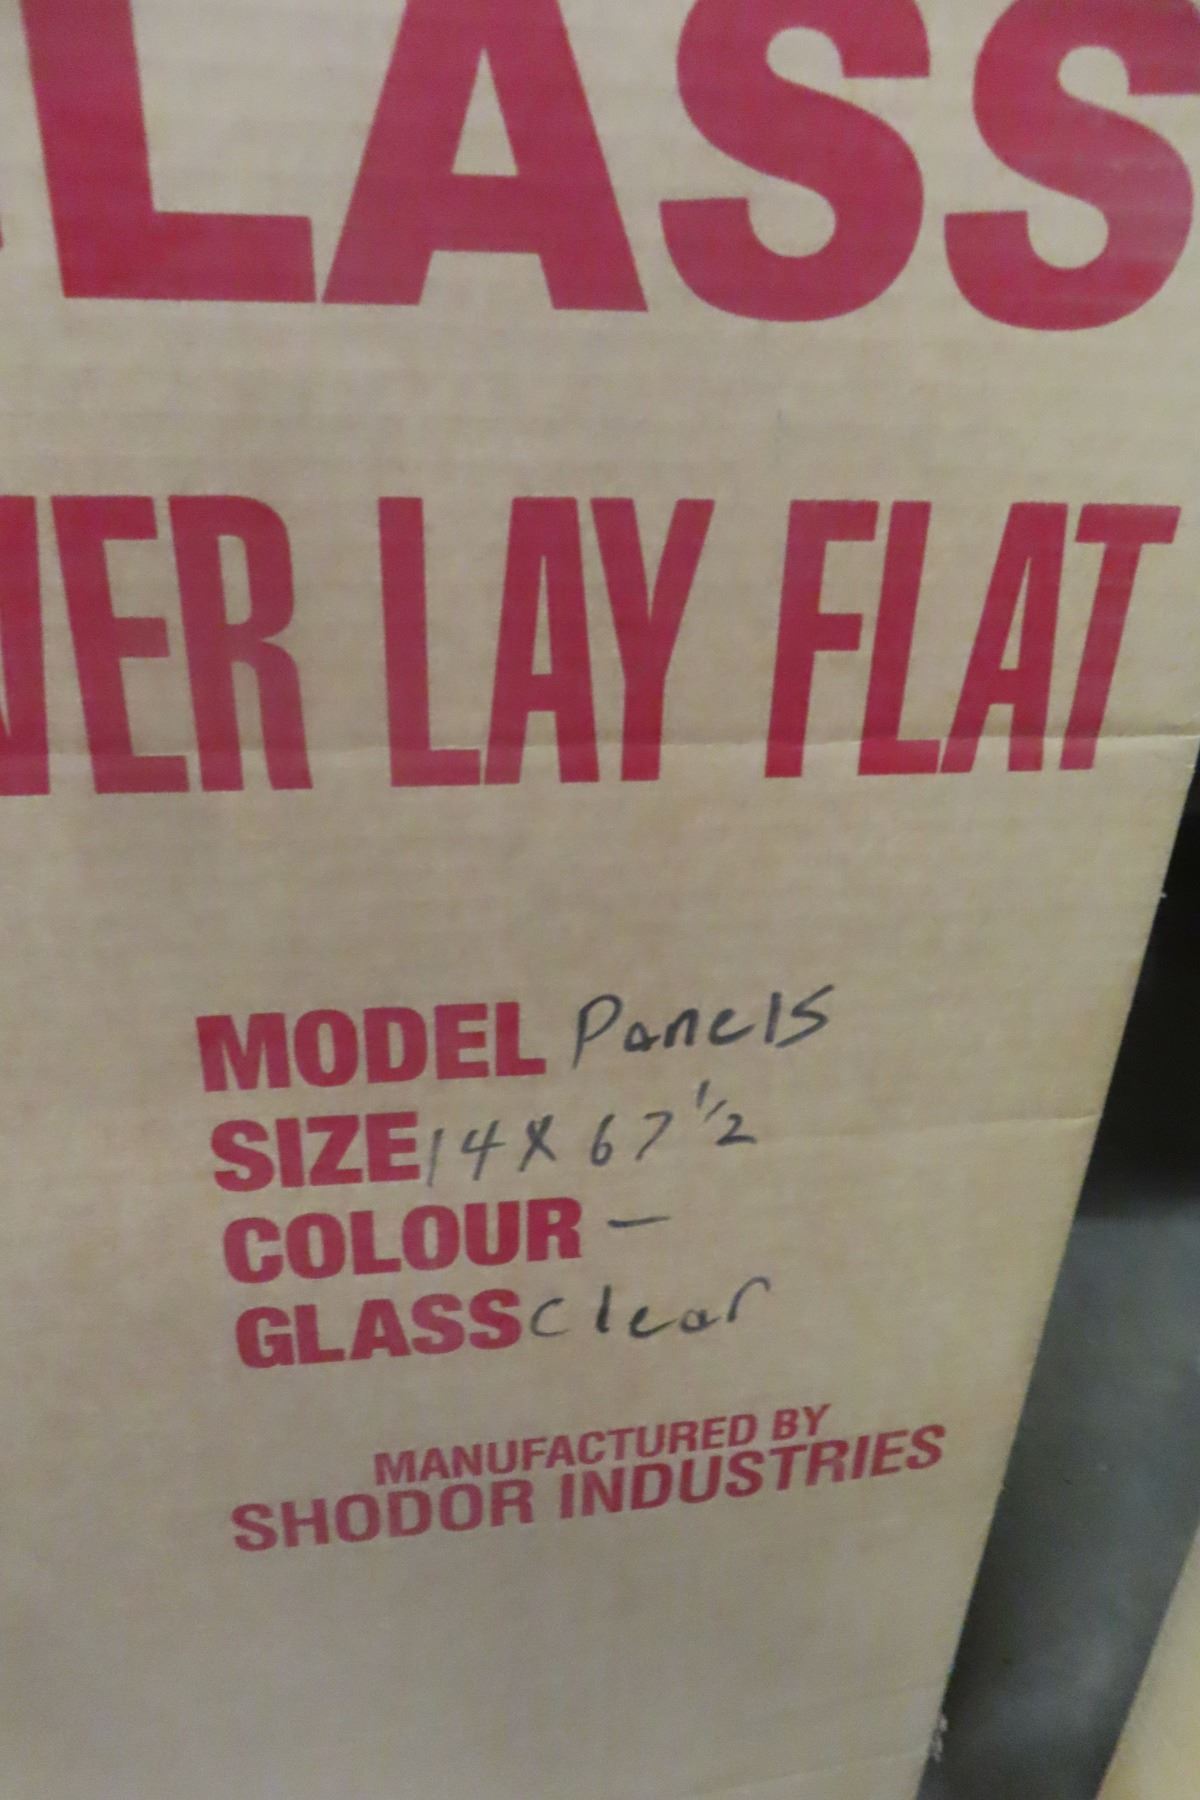 LASS
ER LAY FLAT
MODEL Panels
SIZE 14 X 67 1/2
COLOUR —
GLASS Clear
MANUFACTURED BY
SHODOR INDUSTRIES